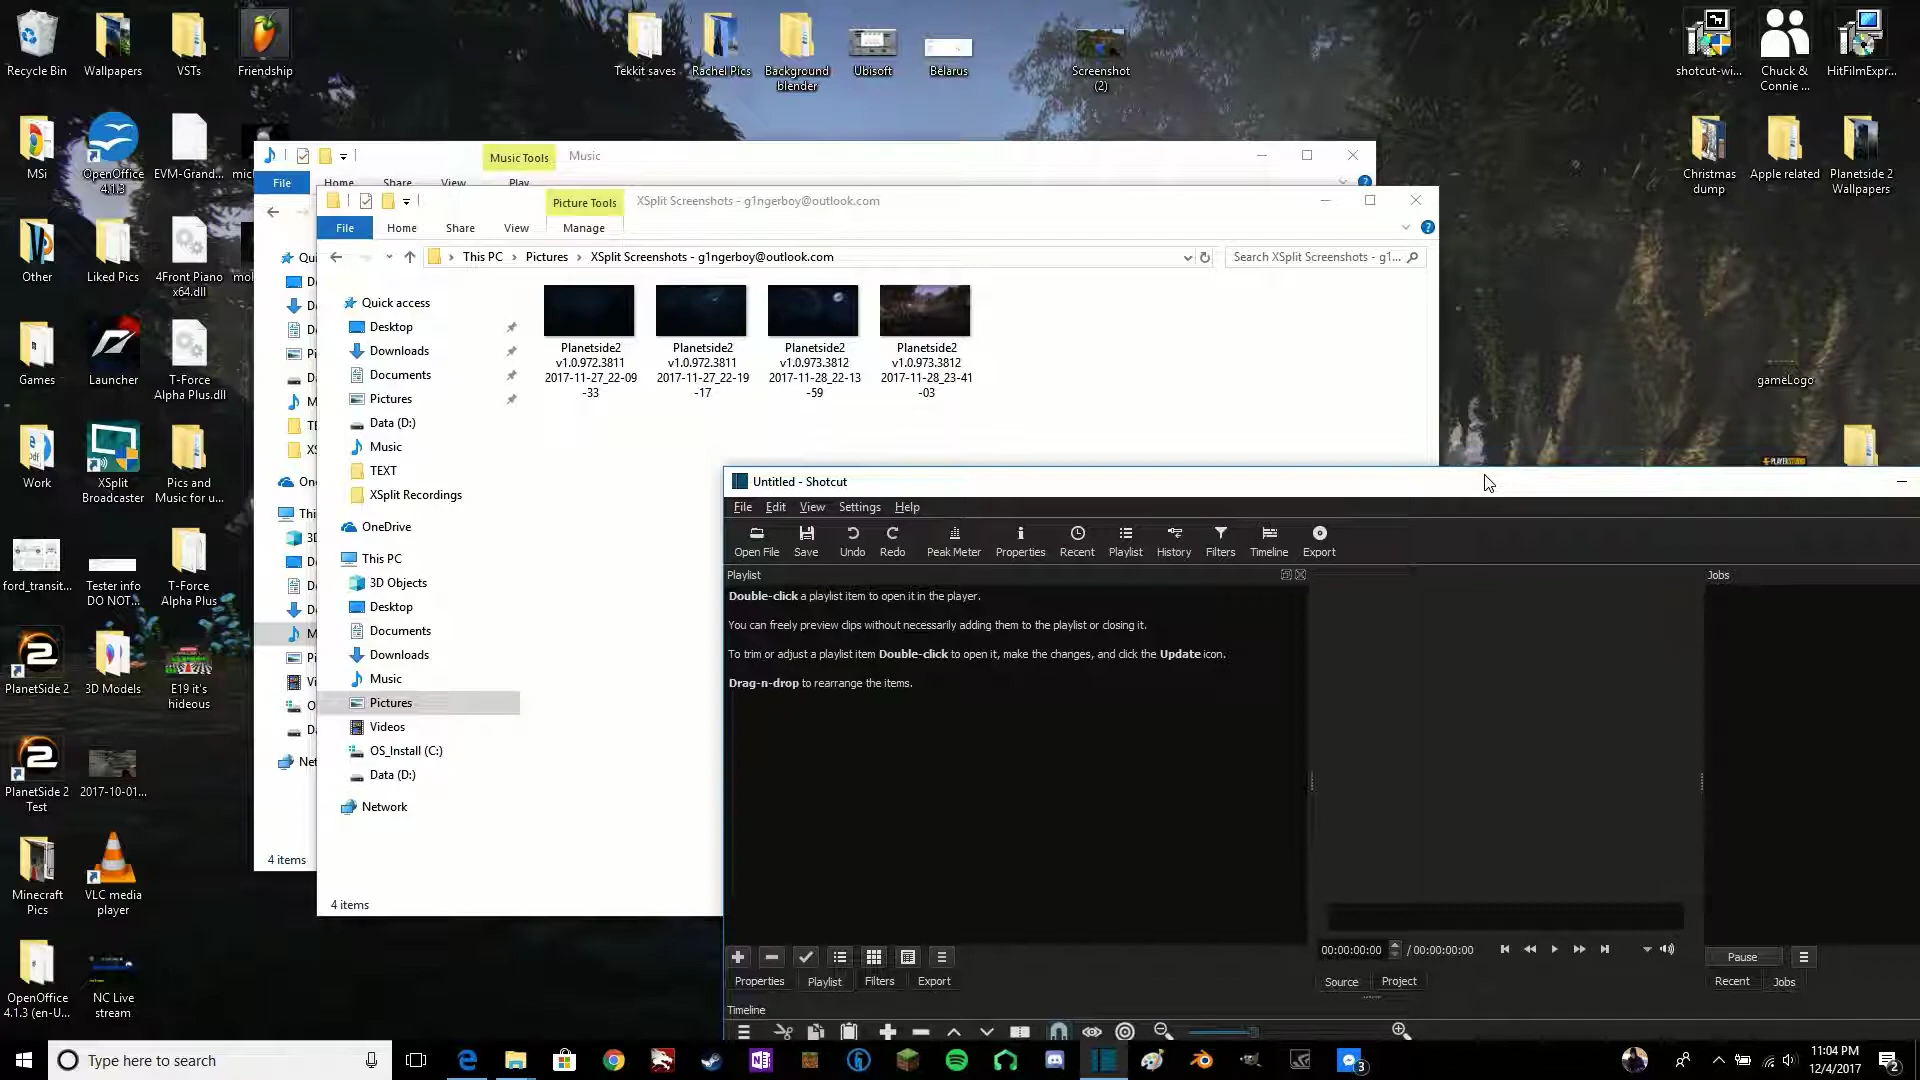 Recycle Bin
Wallpapers
VSTs
Friendship
Tekkit saves
Rachel Pics
Background
blender
Ubisoft
Belarus
Screenshot
(2)
shotcut-wi...
Chuck &
Connie ...
HitFilmExpr...
MSi
OpenOffice
4.1.3
EVM-Grand...
Christmas
dump
Apple related
Planetside 2
Wallpapers
Other
Liked Pics
4Front Piano
x64.dll
Games
Launcher
T-Force
Alpha Plus.dll
gameLogo
Work
XSplit
Broadcaster
Pics and
Music for u...
ford_transit...
Tester info
DO NOT...
T-Force
Alpha Plus
PlanetSide 2
3D Models
E19 it's
hideous
PlanetSide 2
Test
2017-10-01...
Minecraft
Pics
VLC media
player
OpenOffice
4.1.3 (en-U...
NC Live
stream
Music Tools
Music
File
Home
Share
View
Play
4 items
Picture Tools
XSplit Screenshots - g1ngerboy@outlook.com
File
Home
Share
View
Manage
This PC
Pictures
XSplit Screenshots - g1ngerboy@outlook.com
Search XSplit Screenshots - g1...
Quick access
Desktop
Downloads
Documents
Pictures
Data (D:)
Music
TEXT
XSplit Recordings
OneDrive
This PC
3D Objects
Desktop
Documents
Downloads
Music
Pictures
Videos
OS_Install (C:)
Data (D:)
Network
4 items
Planetside2
v1.0.972.3811
2017-11-27_22-09
-33
Planetside2
v1.0.972.3811
2017-11-27_22-19
-17
Planetside2
v1.0.973.3812
2017-11-28_22-13
-59
Planetside2
v1.0.973.3812
2017-11-28_23-41
-03
Untitled - Shotcut
File
Edit
View
Settings
Help
Open File
Save
Undo
Redo
Peak Meter
Properties
Recent
Playlist
History
Filters
Timeline
Export
Playlist
Jobs
Double-click a playlist item to open it in the player.
You can freely preview clips without necessarily adding them to the playlist or closing it.
To trim or adjust a playlist item Double-click to open it, make the changes, and click the Update icon.
Drag-n-drop to rearrange the items.
00:00:00:00
/ 00:00:00:00
Pause
Properties
Playlist
Filters
Export
Source
Project
Recent
Jobs
Timeline
Type here to search
3
11:04 PM
12/4/2017
2